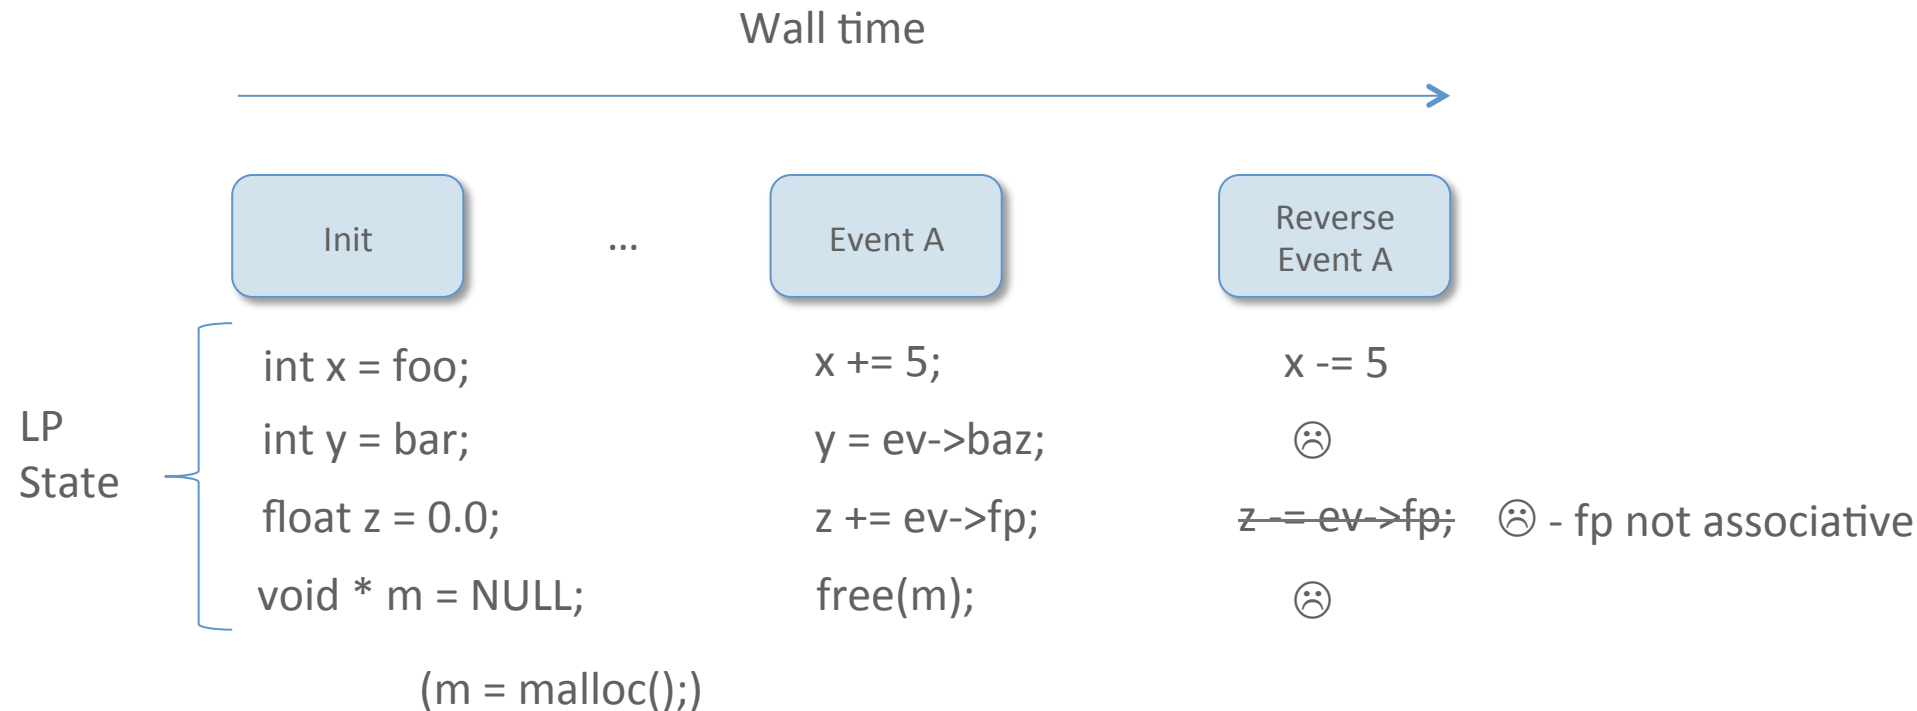 Wall time
Init
...
Event A
Reverse
Event A
LP
State
int x = foo;
x += 5;
x -= 5
int y = bar;
y = ev->baz;
☹
float z = 0.0;
z += ev->fp;
z -= ev->fp;
☹ - fp not associative
void * m = NULL;
free(m);
☹
(m = malloc();)